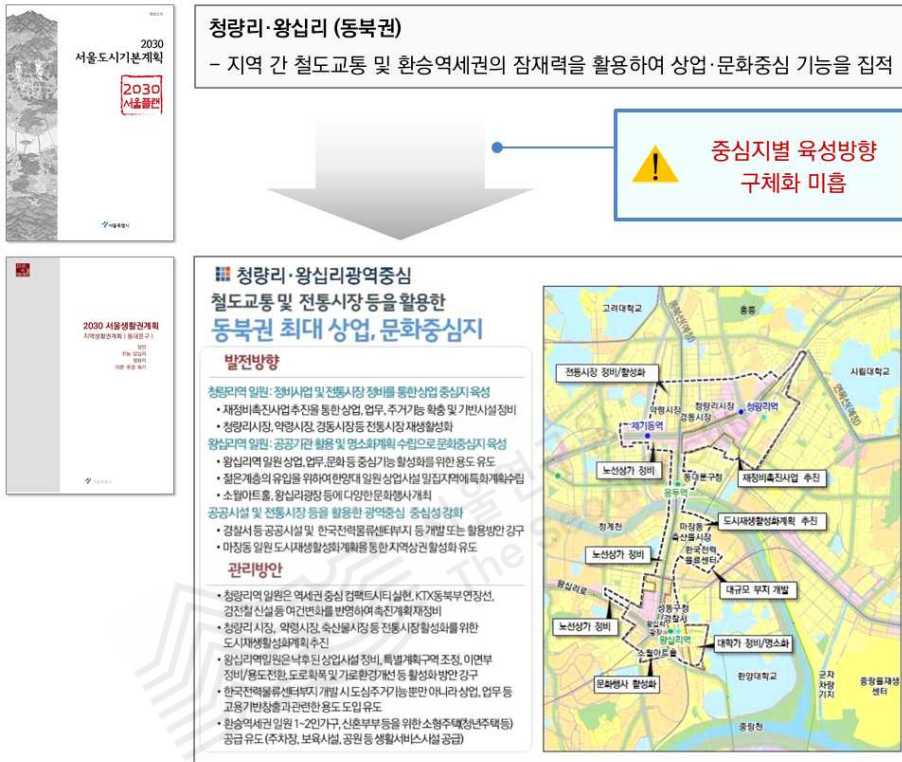 2030
서울도시기본계획
2030
서울플랜
서울특별시
청량리·왕십리 (동북권)
- 지역 간 철도교통 및 환승역세권의 잠재력을 활용하여 상업·문화중심 기능을 집적
중심지별 육성방향
구체화 미흡
2030 서울생활권계획
지역생활권계획 | 동대문구 |
청량리·왕십리광역중심
철도교통 및 전통시장 등을 활용한
동북권 최대 상업, 문화중심지
발전방향
청량리역 일원 : 정비사업 및 전통시장 정비를 통한 상업 중심지 육성
• 재정비촉진사업 추진을 통한 상업, 업무, 주거기능 확충 및 기반시설 정비
• 청량리시장, 약령시장, 경동시장 등 전통시장 재생활성화
왕십리역 일원 : 공공기관 활용 및 명소화계획 수립으로 문화중심지 육성
• 왕십리역 일원 상업, 업무, 문화 등 중심기능 활성화를 위한 용도 유도
• 젊은계층의 유입을 위하여 한양대 일원 상업시설 밀집지역에 특화계획수립
• 소월아트홀, 왕십리광장 등에 다양한 문화행사 개최
공공시설 및 전통시장 등을 활용한 광역중심 중심성 강화
• 경찰서 등 공공시설 및 한국전력물류센터부지 등 개발 또는 활용방안 강구
• 마장동 일원 도시재생활성화계획을 통한 지역상권 활성화 유도
관리방안
• 청량리역 일원은 역세권 중심 컴팩트시티 실현, KTX동북부 연장선,
경전철 신설 등 여건변화를 반영하여 촉진계획 재정비
• 청량리 시장, 약령시장, 축산물시장 등 전통시장 활성화를 위한
도시재생활성화계획 추진
• 왕십리역일원은 낙후된 상업시설 정비, 특별계획구역 조정, 이면부
정비/용도전환, 도로확폭 및 가로환경개선 등 활성화 방안 강구
• 한국전력물류센터부지 개발 시 도심주거기능뿐만 아니라 상업, 업무 등
고용기반창출과 관련한 용도 도입 유도
• 환승역세권 일원 1~2인가구, 신혼부부 등을 위한 소형주택(청년주택 등)
공급 유도 (주차장, 보육시설, 공원 등 생활서비스시설 공급)
고려대학교
홍릉
시립대학교
전통시장 정비/활성화
약령시장
청량리시장
경동시장
청량리역
제기동역
노선상가 정비
동대문구청
재정비촉진사업 추진
용두역
청계천
마장동
축산물시장
도시재생활성화계획 추진
한국전력
물류센터
노선상가 정비
대규모 부지 개발
왕십리로
성동구청
경찰서
노선상가 정비
왕십리
광장
왕십리역
대학가 정비/명소화
소월아트홀
문화행사 활성화
한양대학교
군자
차량
기지
중랑물재생
센터
중랑천